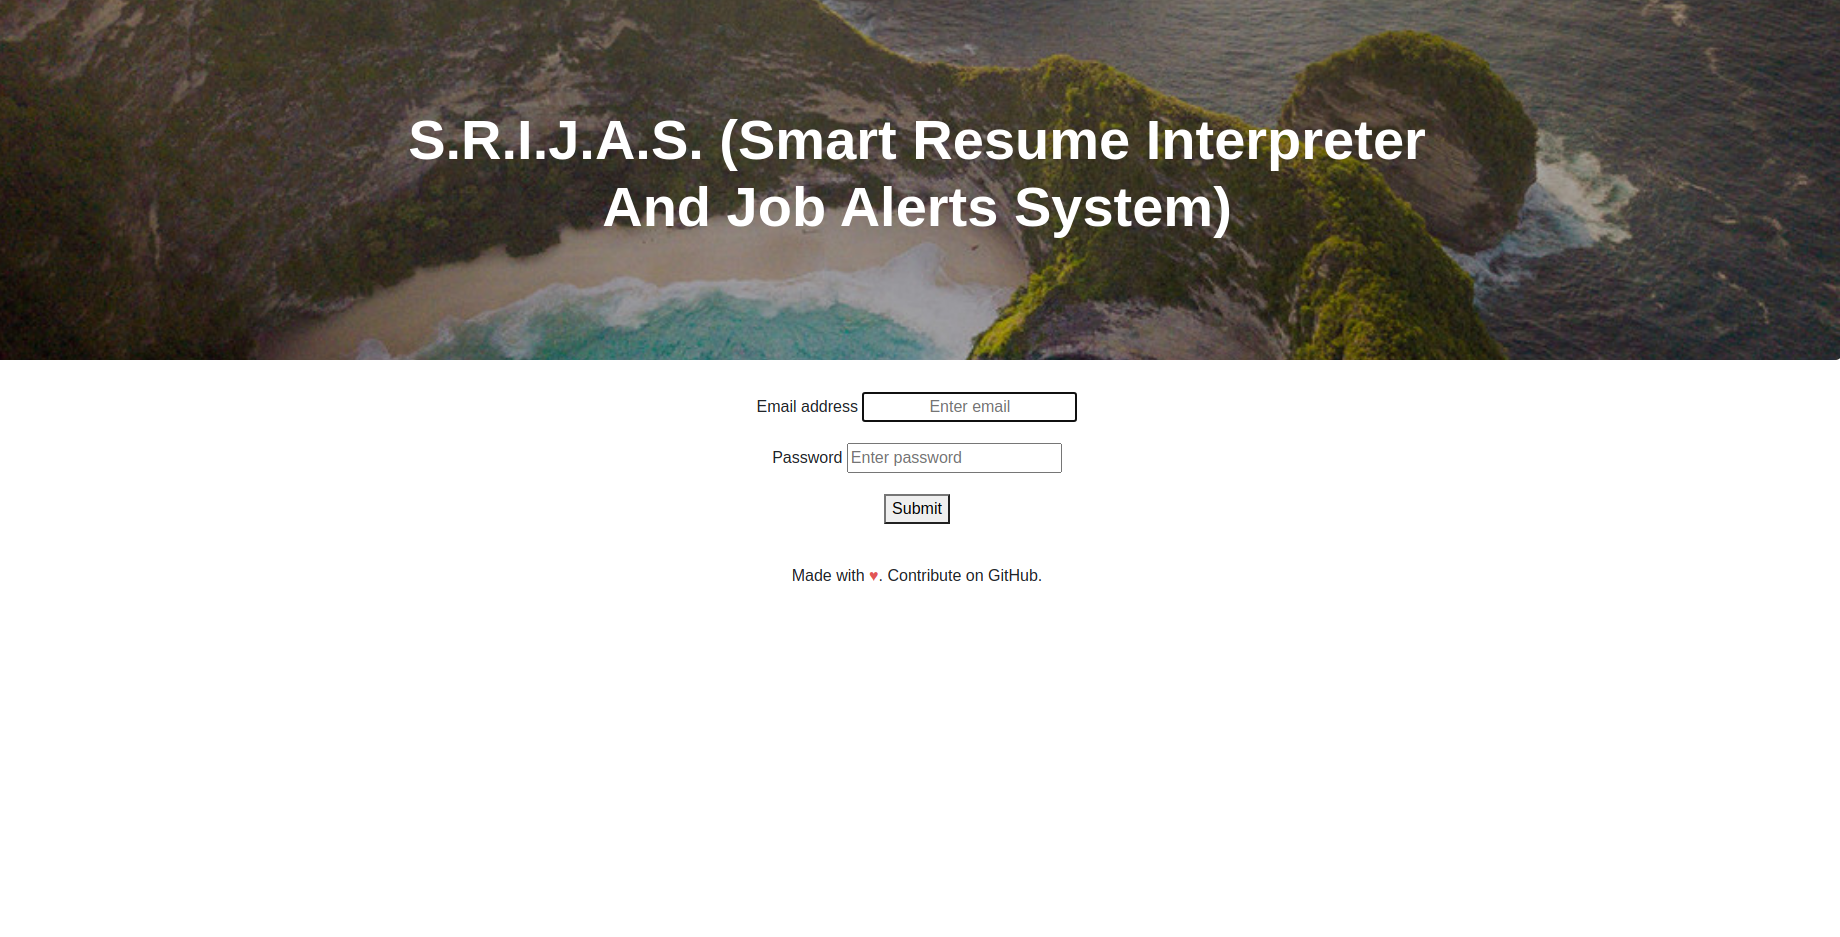 S.R.I.J.A.S. (Smart Resume Interpreter
And Job Alerts System)
Email address Enter email
Password Enter password
Submit
Made with ♥. Contribute on GitHub.